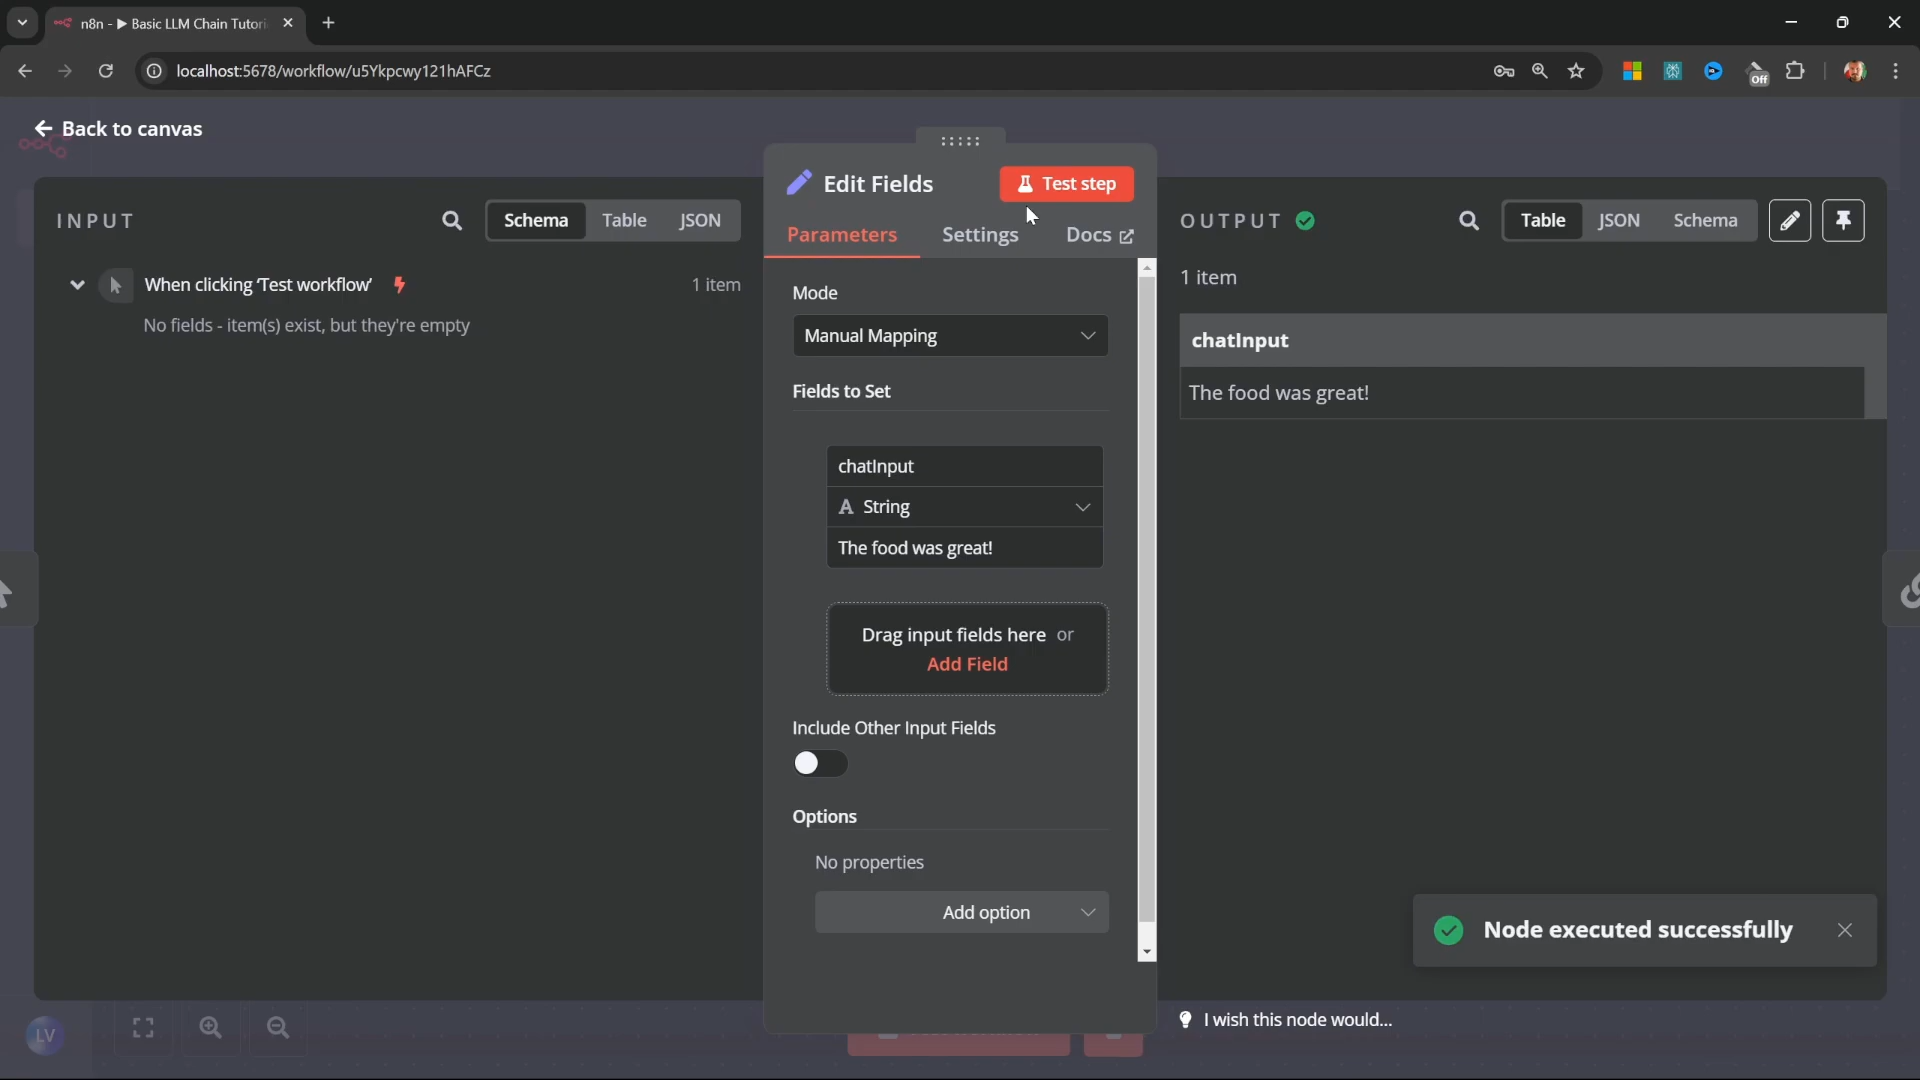 n8n - ▶ Basic LLM Chain Tutori
localhost:5678/workflow/u5Ykpcwy121hAFCz
Off
Back to canvas
INPUT
Schema
Table
JSON
When clicking 'Test workflow'
1 item
No fields - item(s) exist, but they're empty
Edit Fields
Test step
Parameters
Settings
Docs
Mode
Manual Mapping
Fields to Set
chatInput
A String
The food was great!
Drag input fields here or
Add Field
Include Other Input Fields
Options
No properties
Add option
OUTPUT
Table
JSON
Schema
1 item
chatInput
The food was great!
Node executed successfully
I wish this node would...
LV